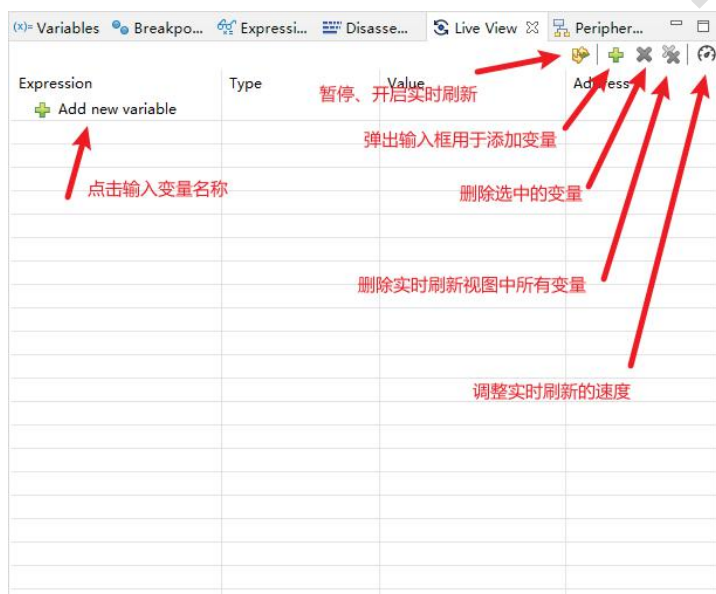 (x)= Variables Breakpo... Expressi... Disasse... Live View Peripher...
Expression Type Value Address
暂停、开启实时刷新
Add new variable
弹出输入框用于添加变量
点击输入变量名称
删除选中的变量
删除实时刷新视图中所有变量
调整实时刷新的速度